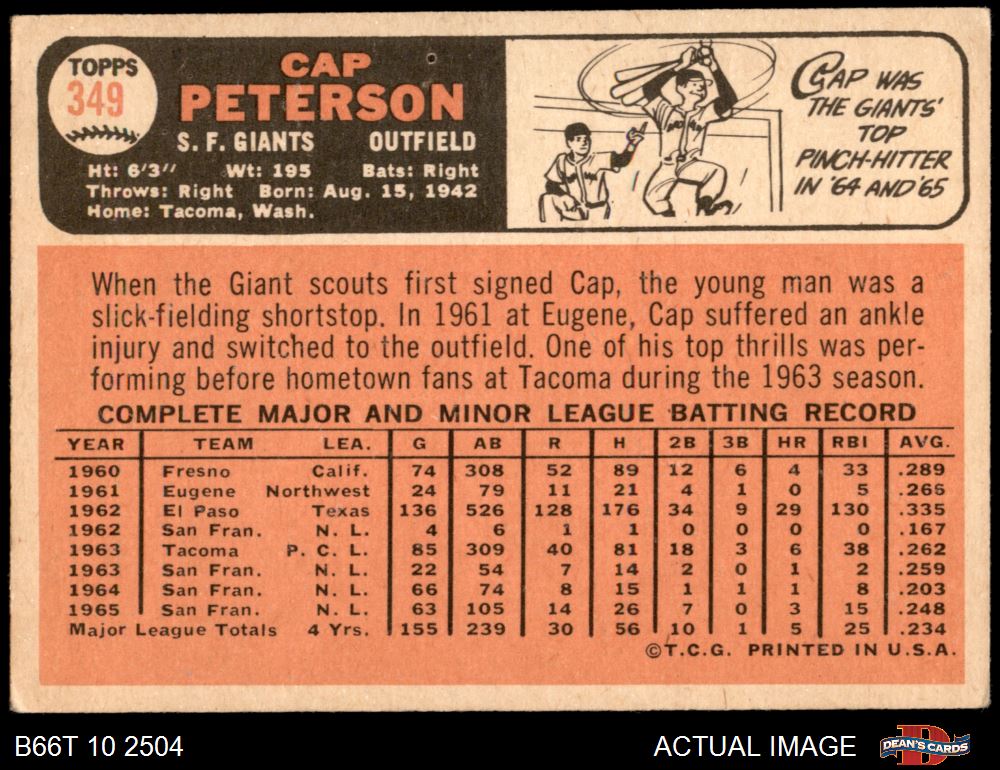 TOPPS
349
CAP
PETERSON
S. F. GIANTS OUTFIELD
Ht: 6'3" Wt: 195 Bats: Right
Throws: Right Born: Aug. 15, 1942
Home: Tacoma, Wash.
CAP WAS
THE GIANTS'
TOP
PINCH-HITTER
IN '64 AND '65
When the Giant scouts first signed Cap, the young man was a
slick-fielding shortstop. In 1961 at Eugene, Cap suffered an ankle
injury and switched to the outfield. One of his top thrills was per-
forming before hometown fans at Tacoma during the 1963 season.
COMPLETE MAJOR AND MINOR LEAGUE BATTING RECORD
YEAR TEAM LEA. G AB R H 2B 3B HR RBI AVG.
1960 Fresno Calif. 74 308 52 89 12 6 4 33 .289
1961 Eugene Northwest 24 79 11 21 4 1 0 5 .266
1962 El Paso Texas 136 526 128 176 34 9 29 130 .335
1962 San Fran. N. L. 4 6 1 1 0 0 0 0 .167
1963 Tacoma P. C. L. 85 309 40 81 18 3 6 38 .262
1963 San Fran. N. L. 22 54 7 14 2 0 1 2 .259
1964 San Fran. N. L. 66 74 8 15 1 1 1 8 .203
1965 San Fran. N. L. 63 105 14 26 7 0 3 15 .248
Major League Totals 4 Yrs. 155 239 30 56 10 1 5 25 .234
©T.C.G. PRINTED IN U.S.A.
B66T 10 2504
ACTUAL IMAGE
DEAN'S CARDS